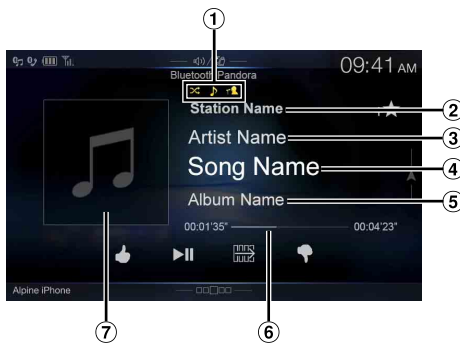 1
09:41 AM
Bluetooth Pandora
Station Name
2
Artist Name
3
Song Name
4
Album Name
5
00:01'35"
00:04'23"
Alpine iPhone
7
6